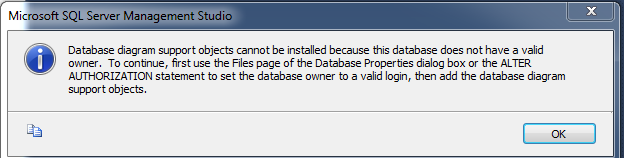 Microsoft SQL Server Management Studio
Database diagram support objects cannot be installed because this database does not have a valid
owner.  To continue, first use the Files page of the Database Properties dialog box or the ALTER
AUTHORIZATION statement to set the database owner to a valid login, then add the database diagram
support objects.
OK